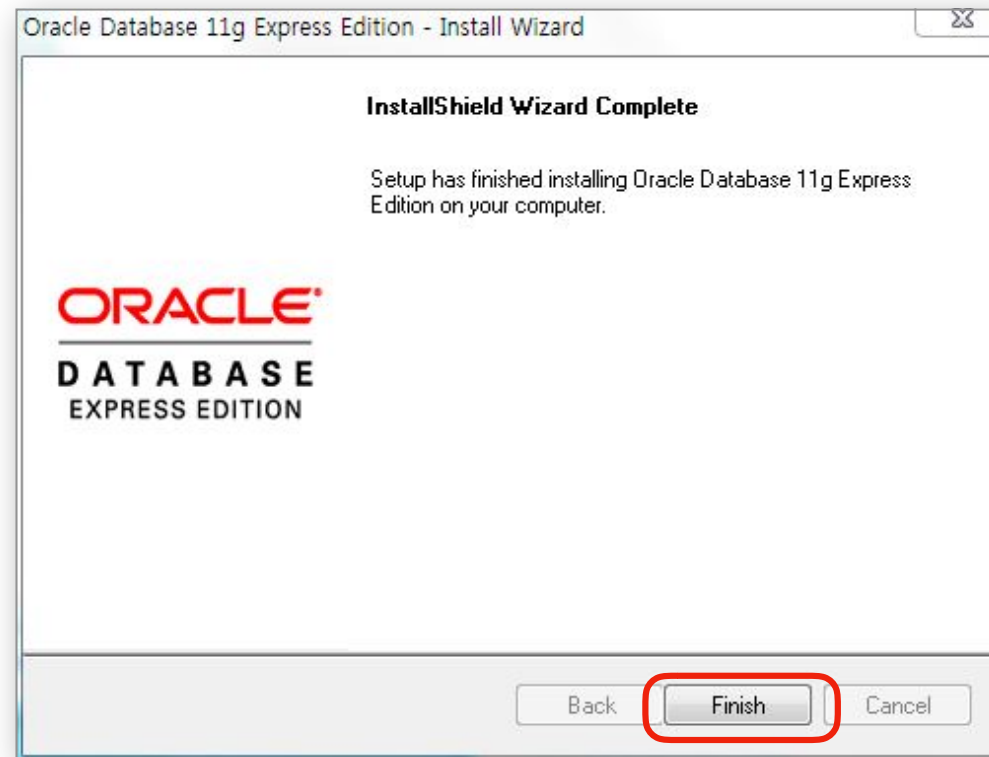 Oracle Database 11g Express Edition - Install Wizard
InstallShield Wizard Complete
Setup has finished installing Oracle Database 11g Express
Edition on your computer.
ORACLE
DATABASE
EXPRESS EDITION
Back
Finish
Cancel